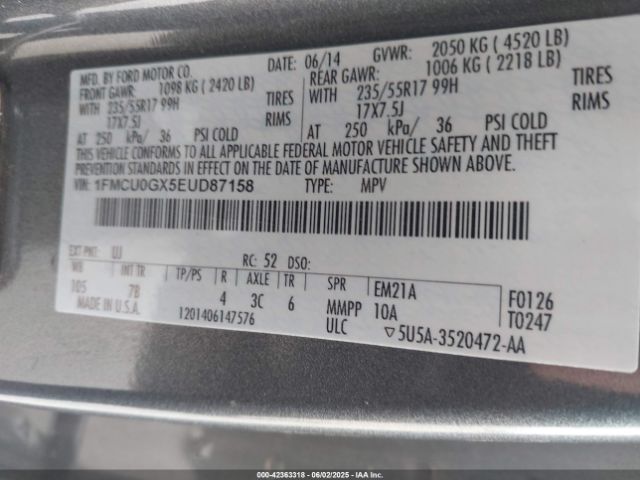 MFD. BY FORD MOTOR CO.
DATE: 06/14 GVWR: 2050 KG ( 4520 LB)
FRONT GAWR: 1098 KG ( 2420 LB) REAR GAWR: 1006 KG ( 2218 LB)
WITH 235/55R17 99H TIRES WITH 235/55R17 99H TIRES
17X7.5J RIMS 17X7.5J RIMS
AT 250 kPa/ 36 PSI COLD AT 250 kPa/ 36 PSI COLD
THIS VEHICLE CONFORMS TO ALL APPLICABLE FEDERAL MOTOR VEHICLE SAFETY AND BUMPER
AND THEFT PREVENTION STANDARDS IN EFFECT ON THE DATE OF MANUFACTURE SHOWN ABOVE.
VIN: 1FMCU0GX5EUD87158 TYPE: MPV
EXT PNT: UJ RC: 52 DSO:
WB INT TR TP/PS R AXLE TR SPR EM21A F0126
105 7B 4 3C 6 MMPP 10A T0247
MADE IN U.S.A. 1201406147576 ULC ▽5U5A-3520472-AA
© 000-42363318 | 06/02/2025 - IAAI.COM